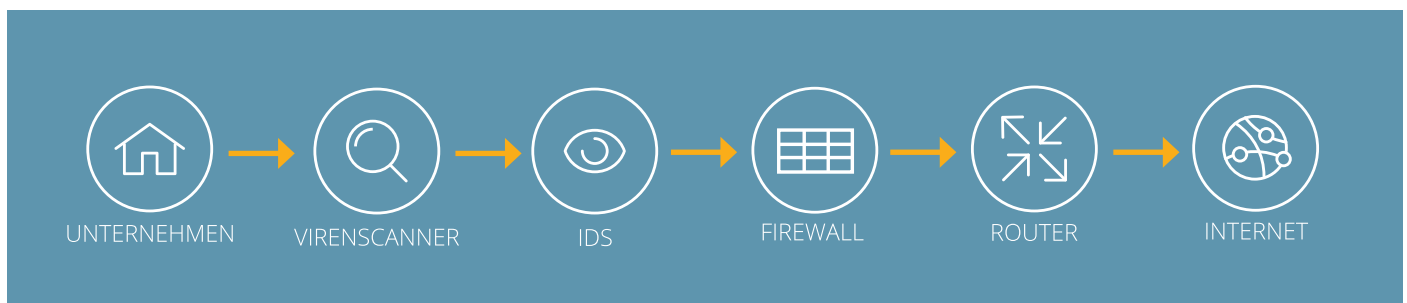 UNTERNEHMEN
VIRENSCANNER
IDS
FIREWALL
ROUTER
INTERNET